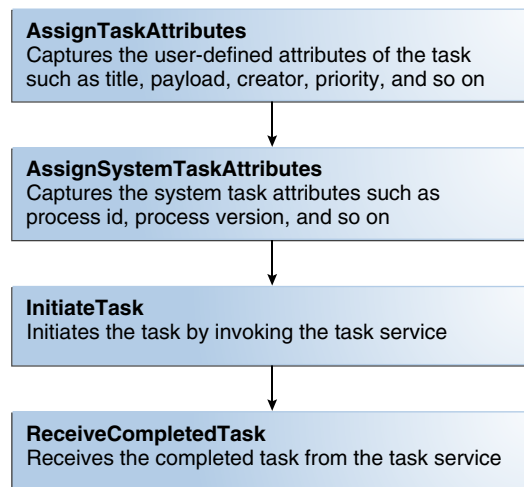 AssignTaskAttributes
Captures the user-defined attributes of the task
such as title, payload, creator, priority, and so on
AssignSystemTaskAttributes
Captures the system task attributes such as
process id, process version, and so on
InitiateTask
Initiates the task by invoking the task service
ReceiveCompletedTask
Receives the completed task from the task service